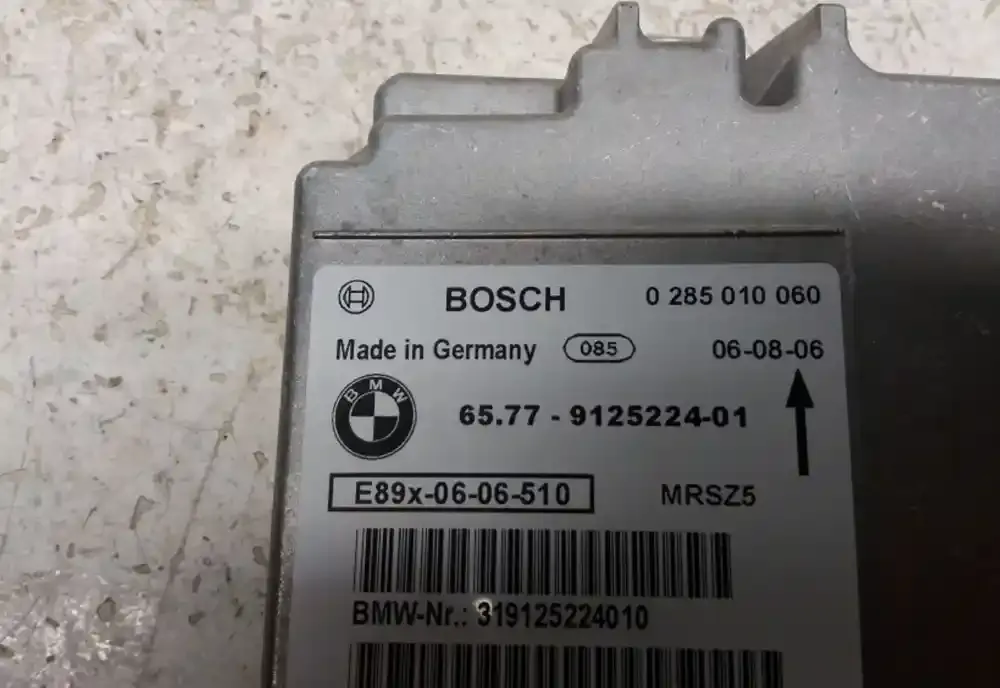 BOSCH 0 285 010 060
Made in Germany 085 06-08-06
BMW
65.77 - 9125224-01
E89x-06-06-510 MRSZ5
BMW-Nr.: 319125224010